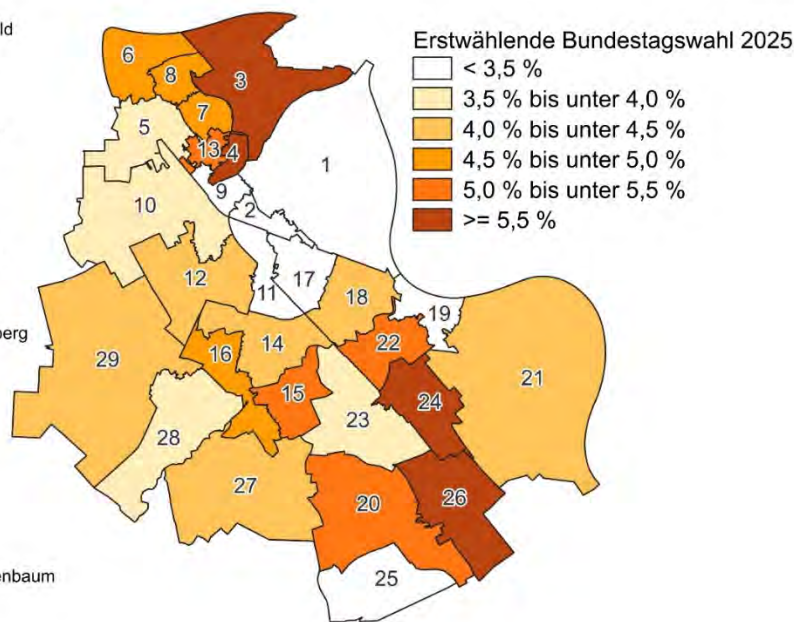 ld
Erstwählende Bundestagswahl 2025
< 3,5 %
3,5 % bis unter 4,0 %
4,0 % bis unter 4,5 %
4,5 % bis unter 5,0 %
5,0 % bis unter 5,5 %
>= 5,5 %
6
8
3
7
5
13
4
1
9
2
10
12
11
17
18
19
berg
29
16
14
22
21
15
24
28
23
27
20
26
enbaum
25